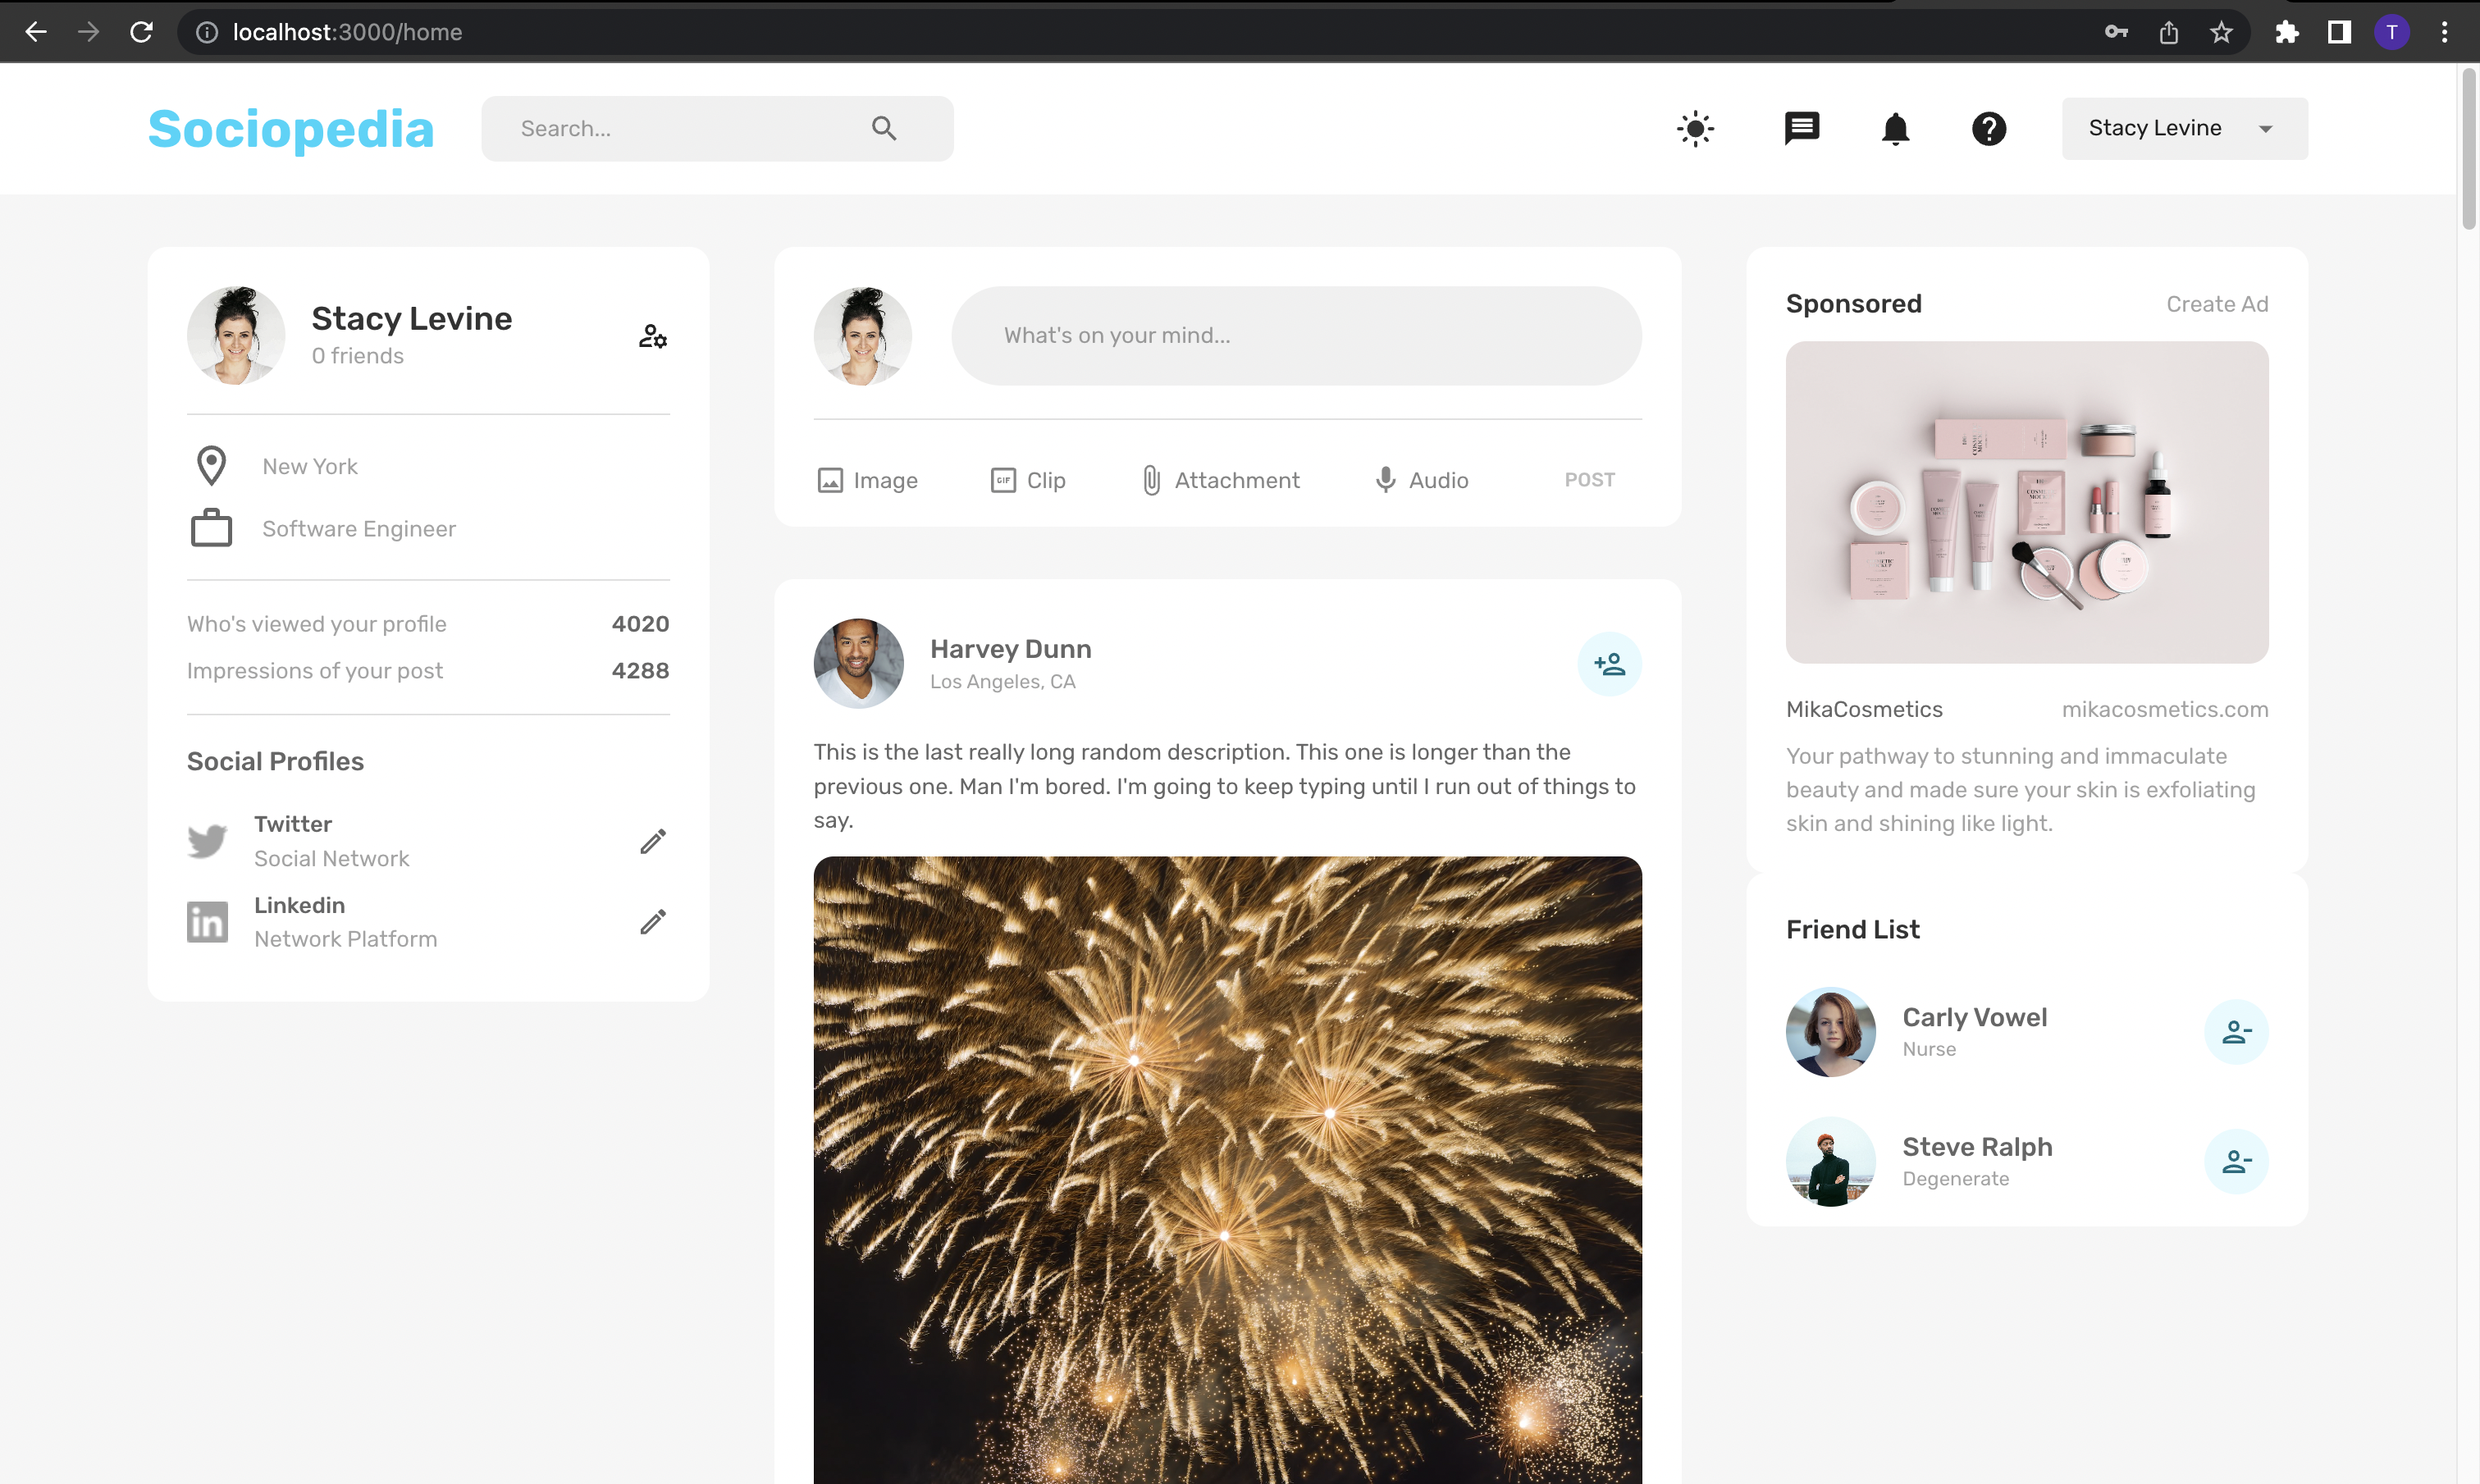 localhost:3000/home
T
Sociopedia
Search...
Stacy Levine
Stacy Levine
0 friends
New York
Software Engineer
Who's viewed your profile 4020
Impressions of your post 4288
Social Profiles
Twitter
Social Network
Linkedin
Network Platform
What's on your mind...
Image
GIF Clip
Attachment
Audio
POST
Harvey Dunn
Los Angeles, CA
This is the last really long random description. This one is longer than the
previous one. Man I'm bored. I'm going to keep typing until I run out of things to
say.
Sponsored Create Ad
MikaCosmetics mikacosmetics.com
Your pathway to stunning and immaculate
beauty and made sure your skin is exfoliating
skin and shining like light.
Friend List
Carly Vowel
Nurse
Steve Ralph
Degenerate